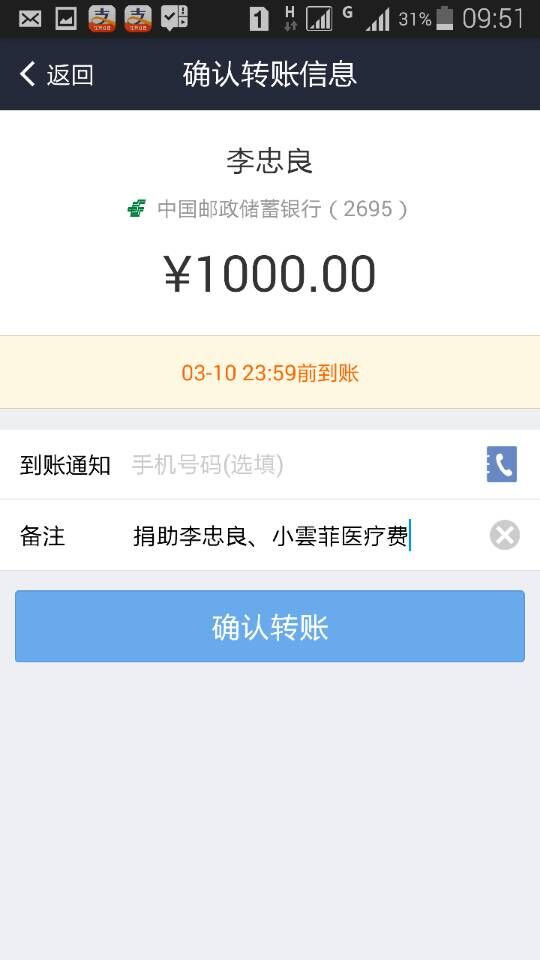 1 H G 31% 09:51
返回 确认转账信息
李忠良
中国邮政储蓄银行（2695）
¥1000.00
03-10 23:59前到账
到账通知 手机号码(选填)
备注 捐助李忠良、小雲菲医疗费
确认转账